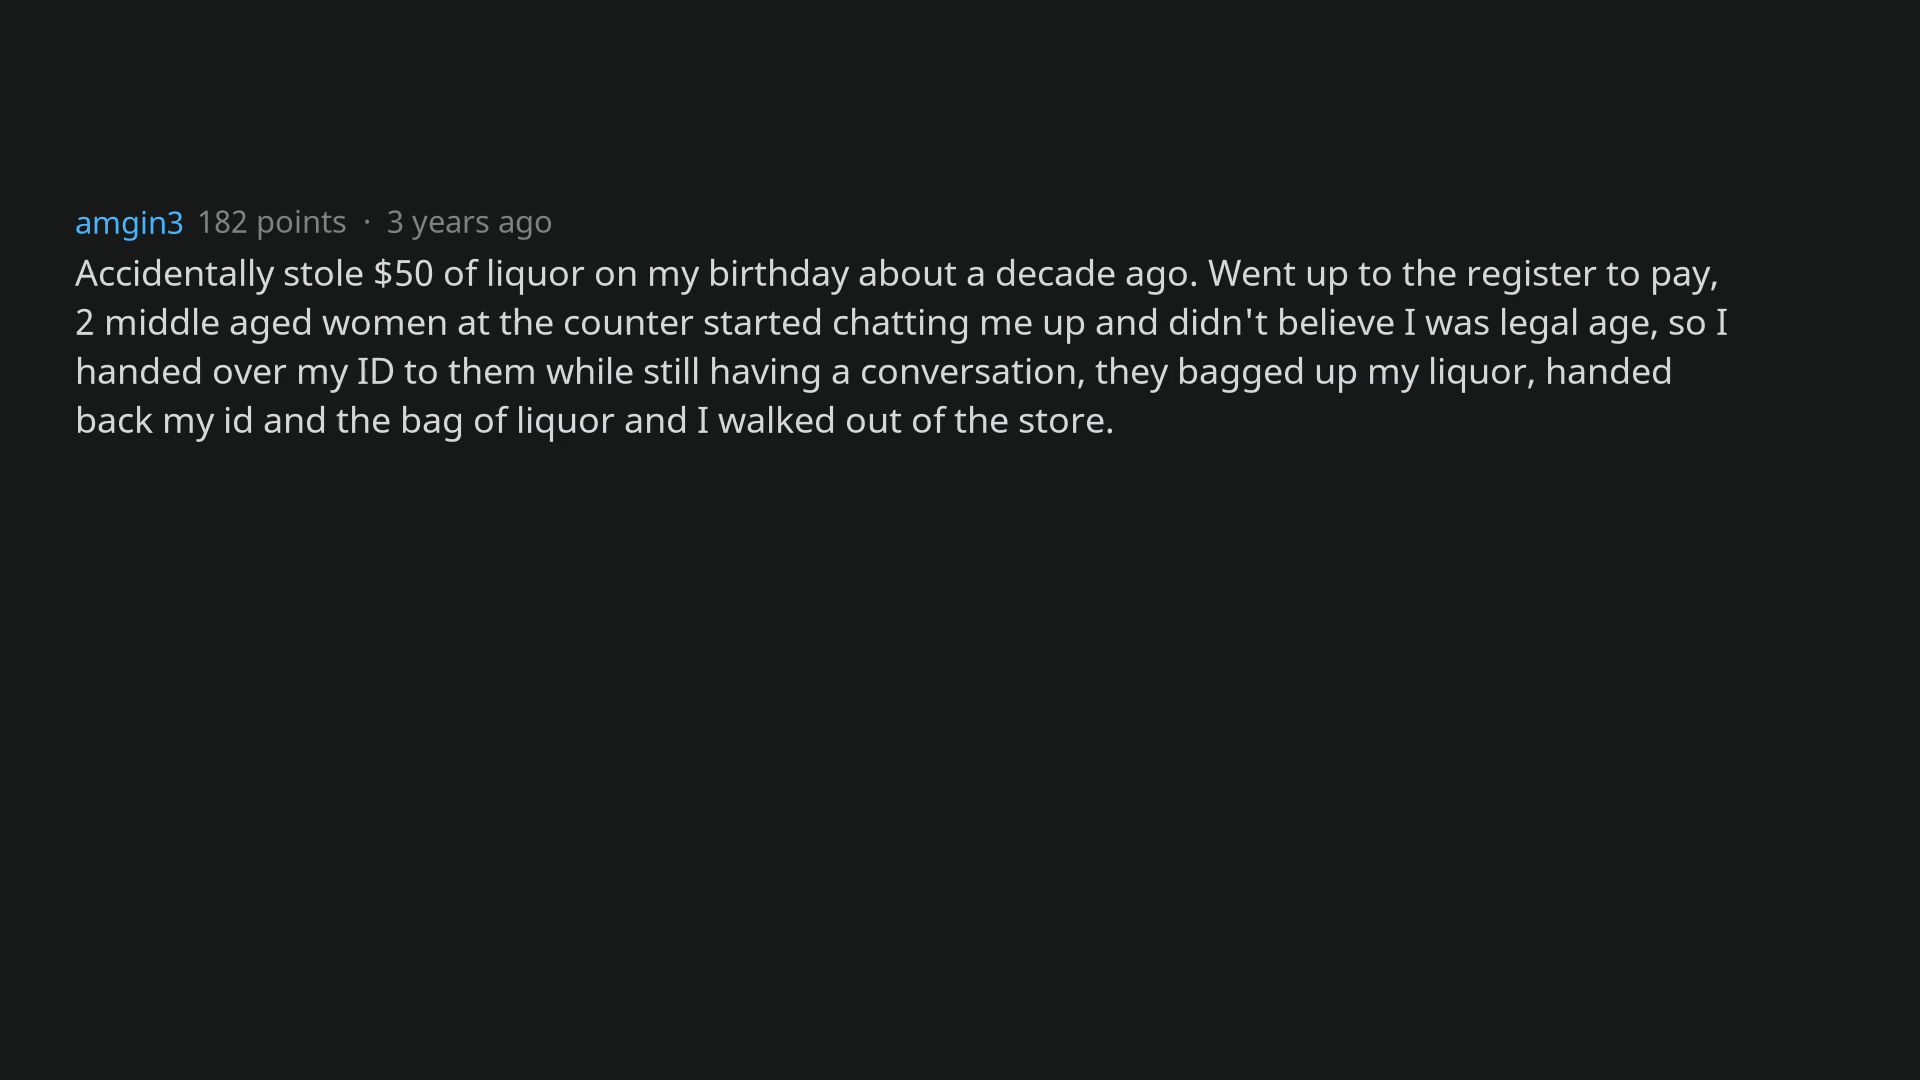 amgin3 182 points · 3 years ago
Accidentally stole $50 of liquor on my birthday about a decade ago. Went up to the register to pay,
2 middle aged women at the counter started chatting me up and didn't believe I was legal age, so I
handed over my ID to them while still having a conversation, they bagged up my liquor, handed
back my id and the bag of liquor and I walked out of the store.